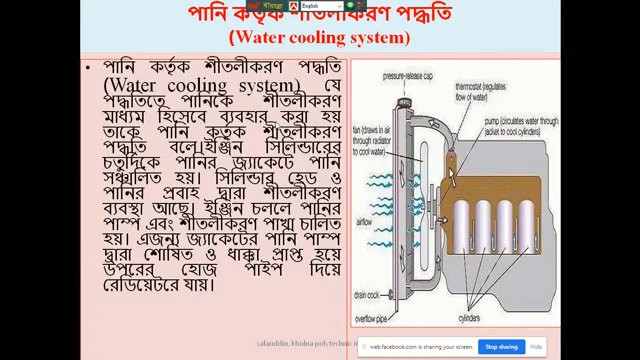 পানি কর্তৃক শীতলীকরণ পদ্ধতি
(Water cooling system)
• পানি কর্তৃক শীতলীকরণ পদ্ধতি
(Water cooling system) যে
পদ্ধতিতে পানিকে শীতলীকরণ
মাধ্যম হিসেবে ব্যবহার করা হয়
তাকে পানি কর্তৃক শীতলীকরণ
পদ্ধতি বলে।ইঞ্জিন সিলিন্ডারের
চতুর্দিকে পানির জ্যাকেটে পানি
সঞ্চালিত হয়। সিলিন্ডার হেড ও
পানির প্রবাহ দ্বারা শীতলীকরণ
ব্যবস্থা আছে। ইঞ্জিন চললে পানির
পাম্প এবং শীতলীকরণ পাখা চালিত
হয়। এজন্য জ্যাকেটের পানি পাম্প
দ্বারা শোষিত ও ধাক্কা প্রাপ্ত হয়ে
উপরের হোজ পাইপ দিয়ে
রেডিয়েটরে যায়।
pressure-release cap
thermostat (regulates
flow of water)
fan (draws in air
through radiator
to cool water)
pump (circulates water through
jacket to cool cylinders)
airflow
drain cock
overflow pipe
cylinders
salauddin, khulna polytechnic
web.facebook.com is sharing your screen.
Stop sharing
Hide
English